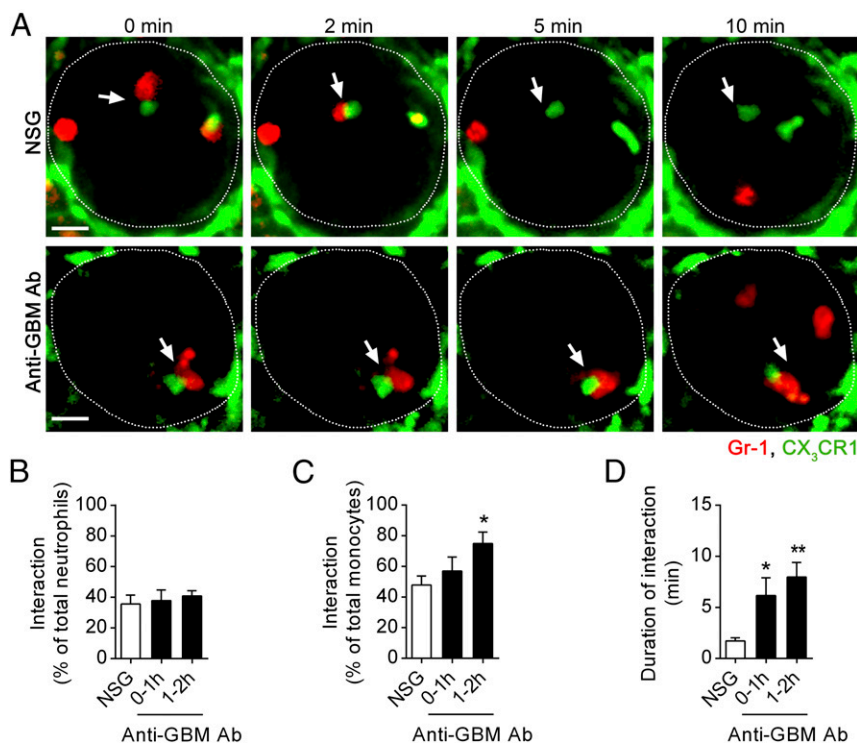 A
0 min 2 min 5 min 10 min
NSG
Anti-GBM Ab
Gr-1, CX₃CR1
B
Interaction
(% of total neutrophils)
100
80
60
40
20
0
NSG 0-1h 1-2h
Anti-GBM Ab
C
Interaction
(% of total monocytes)
100
80
60
40
20
0
*
NSG 0-1h 1-2h
Anti-GBM Ab
D
Duration of interaction
(min)
15
10
5
0
* **
NSG 0-1h 1-2h
Anti-GBM Ab